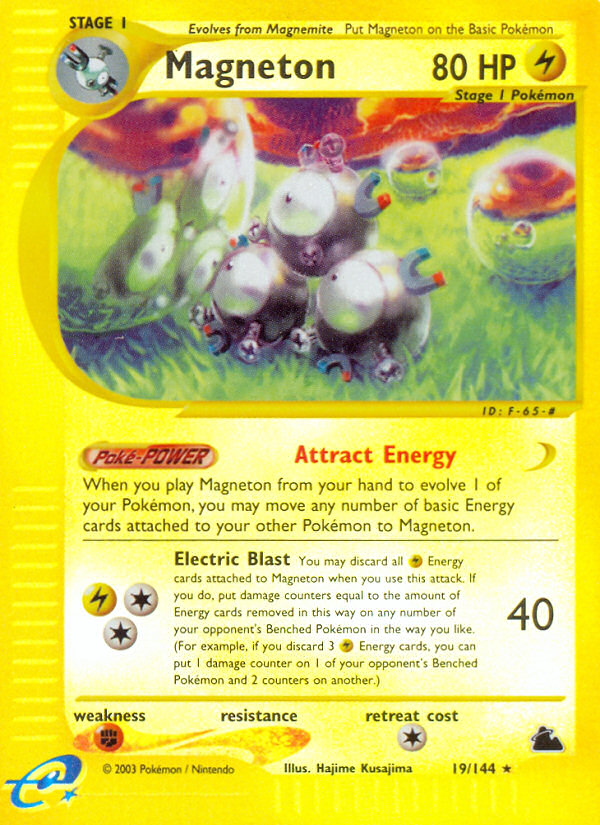 STAGE 1
Evolves from Magnemite Put Magneton on the Basic Pokémon
Magneton 80 HP
Stage 1 Pokémon
ID: F-65-#
Poké-POWER Attract Energy
When you play Magneton from your hand to evolve 1 of
your Pokémon, you may move any number of basic Energy
cards attached to your other Pokémon to Magneton.
Electric Blast You may discard all Energy
cards attached to Magneton when you use this attack. If
you do, put damage counters equal to the amount of
Energy cards removed in this way on any number of
your opponent's Benched Pokémon in the way you like.
(For example, if you discard 3 Energy cards, you can
put 1 damage counter on 1 of your opponent's Benched
Pokémon and 2 counters on another.)
40
weakness resistance retreat cost
© 2003 Pokémon / Nintendo Illus. Hajime Kusajima 19/144 ★
e